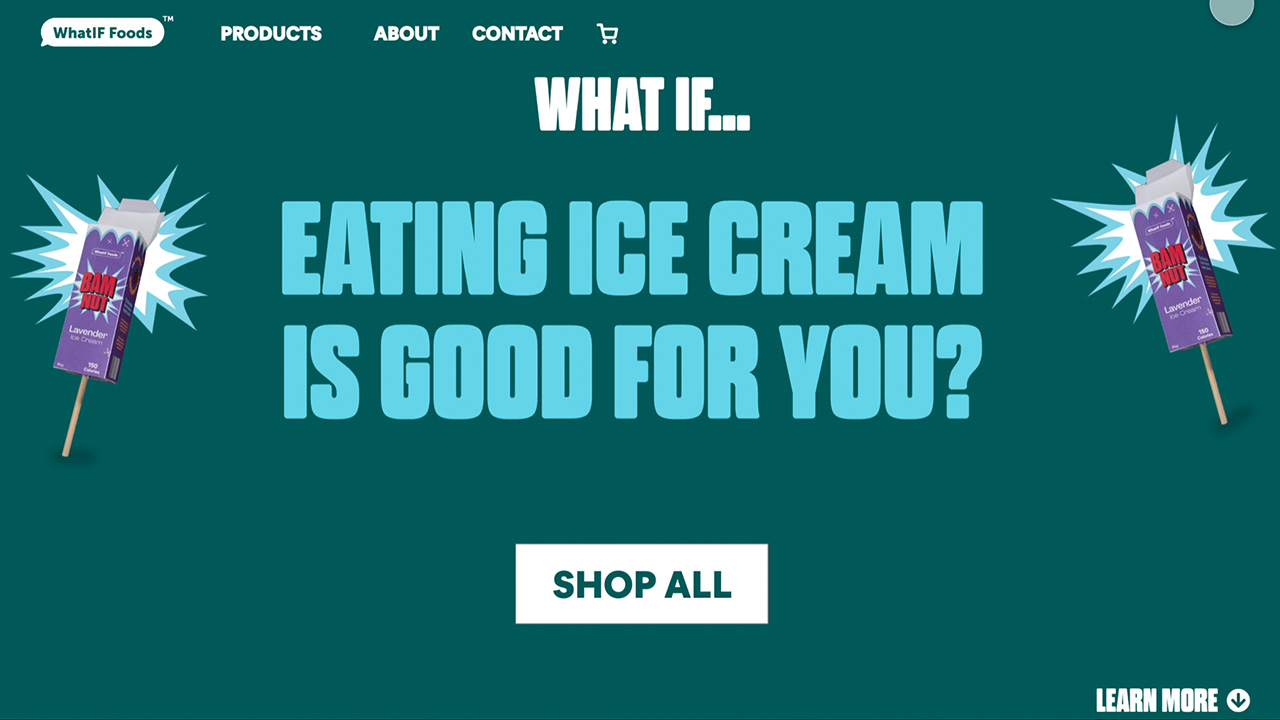 WhatIF Foods™
PRODUCTS
ABOUT
CONTACT
WHAT IF...
EATING ICE CREAM
IS GOOD FOR YOU?
WhatIF Foods
BAM
NUT
Lavender
Ice Cream
150
Calories
WhatIF Foods
BAM
NUT
Lavender
Ice Cream
150
Calories
SHOP ALL
LEARN MORE